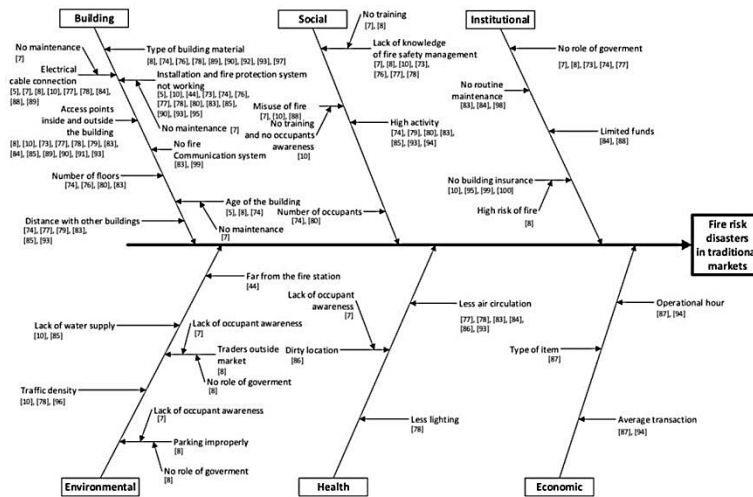 Building
Social
Institutional
No maintenance
[7]
Type of building material
[8], [74], [76], [78], [89], [90], [92], [93], [97]
Electrical
cable connection
[5], [7], [8], [10], [77], [78], [84],
[88], [89]
Installation and fire protection system
not working
[5], [10], [44], [73], [74], [76],
[77], [78], [80], [83], [85],
[90], [93], [95]
No maintenance [7]
Access points
inside and outside
the building
[8], [10], [73], [77], [78], [79], [83],
[84], [85], [89], [90], [91], [93]
No fire
Communication system
[83], [99]
Number of floors
[74], [76], [80], [83]
Age of the building
[5], [8], [74]
No maintenance
[7]
Distance with other buildings
[74], [77], [79], [83],
[85], [93]
No training
[7], [8]
Lack of knowledge
of fire safety management
[7], [8], [10], [73],
[76], [77], [78]
Misuse of fire
[7], [10], [88]
No training
and no occupants
awareness
[10]
High activity
[74], [79], [80], [83],
[85], [93], [94]
Number of occupants
[74], [80]
No role of goverment
[7], [8], [73], [74], [77]
No routine
maintenance
[83], [84], [98]
Limited funds
[84], [88]
No building insurance
[10], [95], [99], [100]
High risk of fire
[8]
Fire risk
disasters
in traditional
markets
Far from the fire station
[44]
Lack of water supply
[10], [85]
Lack of occupant awareness
[7]
Traders outside
market
[8]
No role of goverment
[8]
Traffic density
[10], [78], [96]
Lack of occupant awareness
[7]
Parking improperly
[8]
No role of goverment
[8]
Lack of occupant
awareness
[7]
Less air circulation
[77], [78], [83], [84],
[86], [93]
Dirty location
[86]
Less lighting
[78]
Operational hour
[87], [94]
Type of item
[87]
Average transaction
[87], [94]
Environmental
Health
Economic